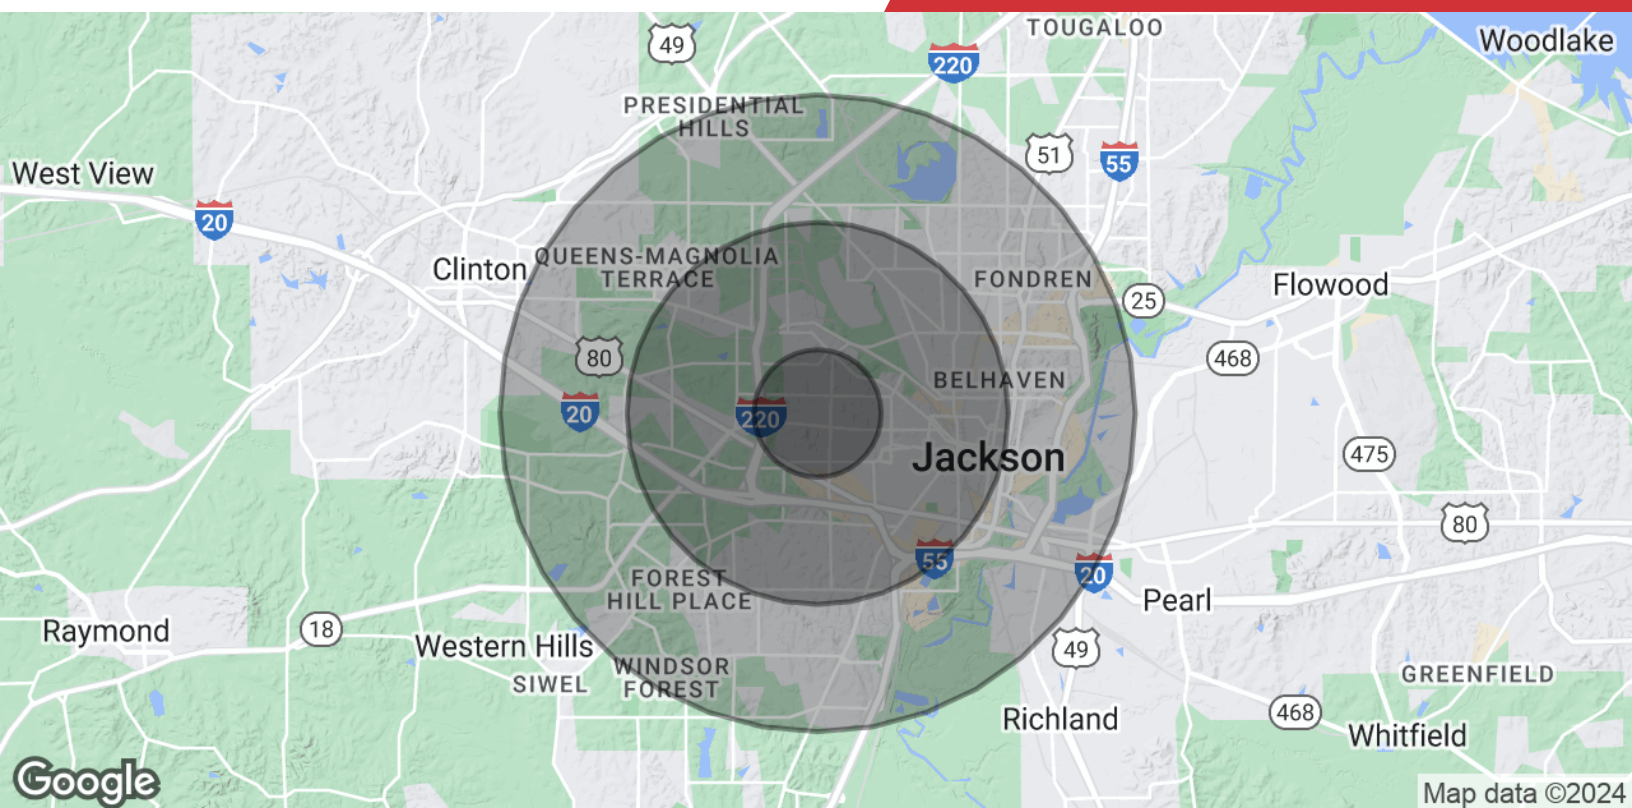 TOUGALOO
Woodlake
49
220
PRESIDENTIAL
HILLS
51
55
West View
20
QUEENS-MAGNOLIA
TERRACE
Clinton
FONDREN
Flowood
25
80
468
BELHAVEN
20
220
Jackson
475
80
55
20
FOREST
HILL PLACE
Pearl
Raymond
18
Western Hills
49
WINDSOR
FOREST
SIWEL
GREENFIELD
Richland
468
Whitfield
Google
Map data ©2024